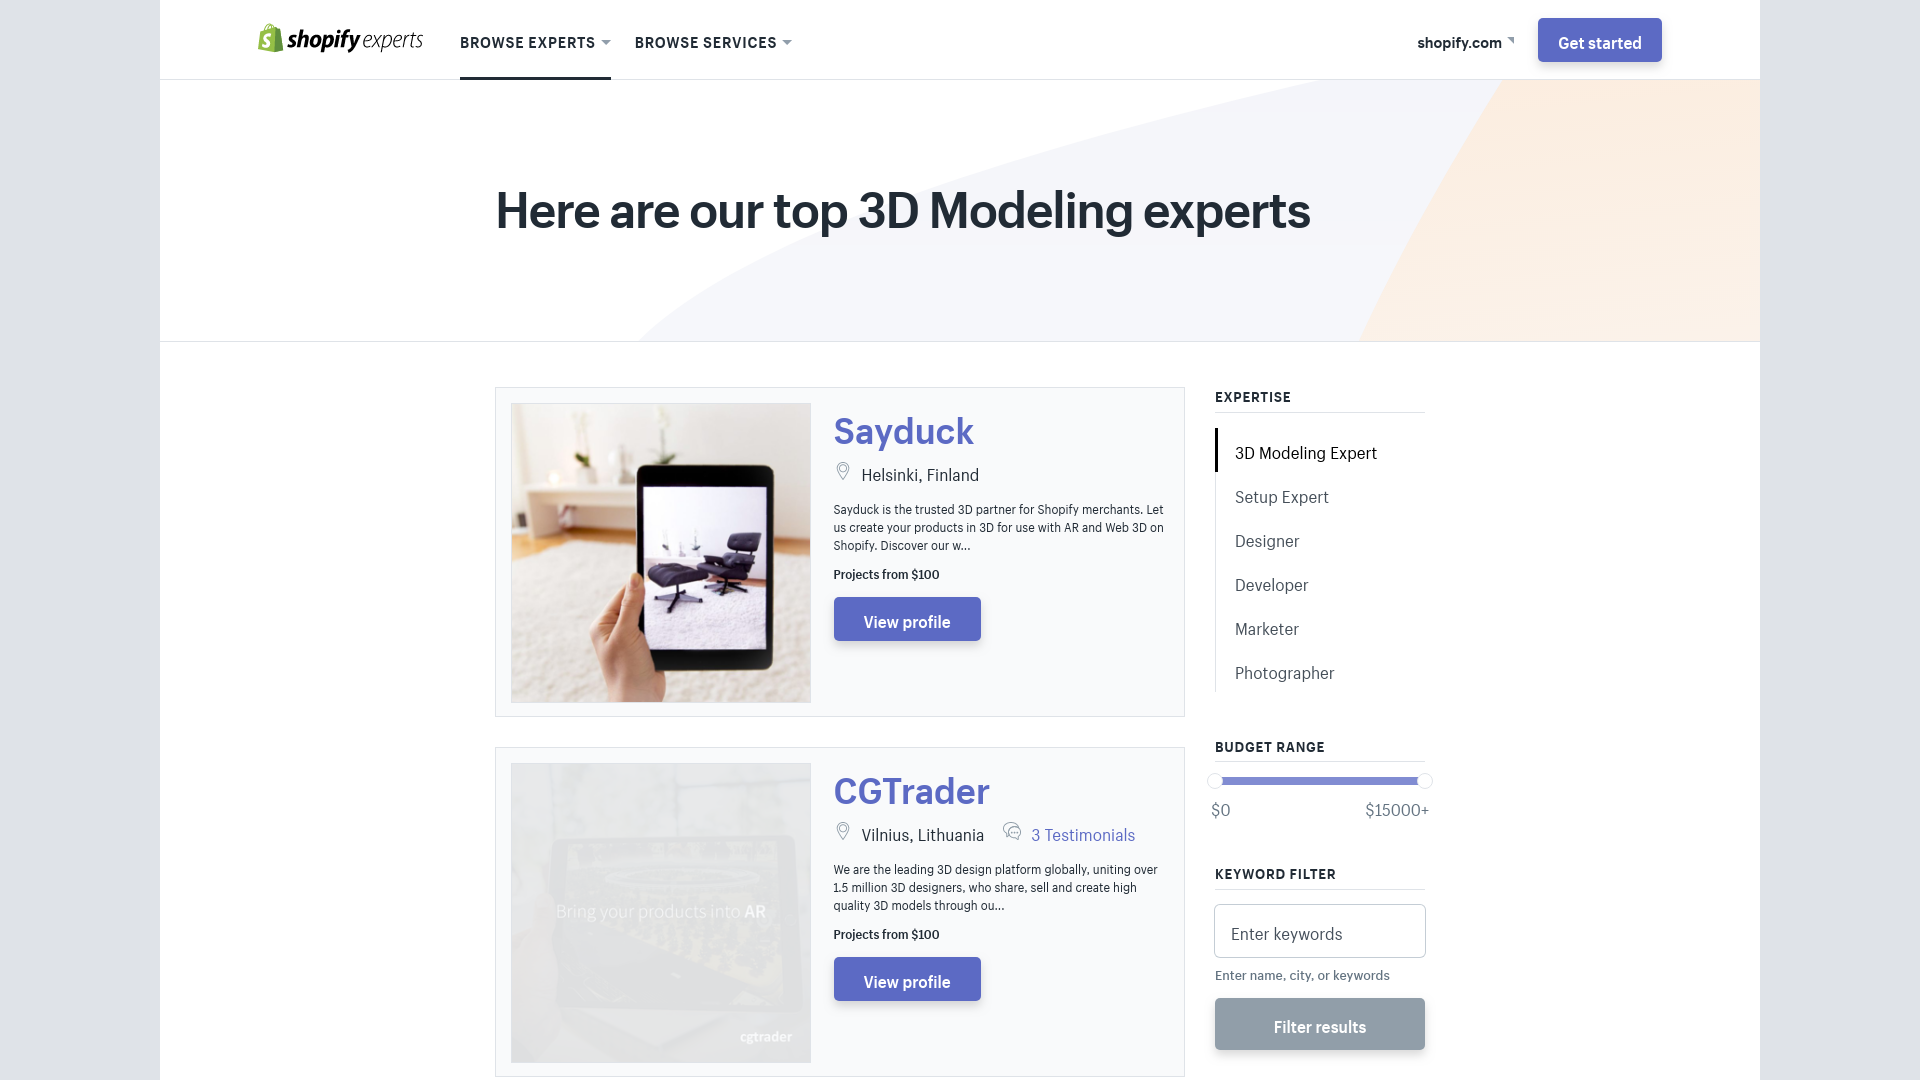 shopify experts
BROWSE EXPERTS
BROWSE SERVICES
shopify.com
Get started
Here are our top 3D Modeling experts
Sayduck
Helsinki, Finland
Sayduck is the trusted 3D partner for Shopify merchants. Let
us create your products in 3D for use with AR and Web 3D on
Shopify. Discover our w...
Projects from $100
View profile
Bring your products into AR
cgtrader
CGTrader
Vilnius, Lithuania
3 Testimonials
We are the leading 3D design platform globally, uniting over
1.5 million 3D designers, who share, sell and create high
quality 3D models through ou...
Projects from $100
View profile
EXPERTISE
3D Modeling Expert
Setup Expert
Designer
Developer
Marketer
Photographer
BUDGET RANGE
$0
$15000+
KEYWORD FILTER
Enter keywords
Enter name, city, or keywords
Filter results